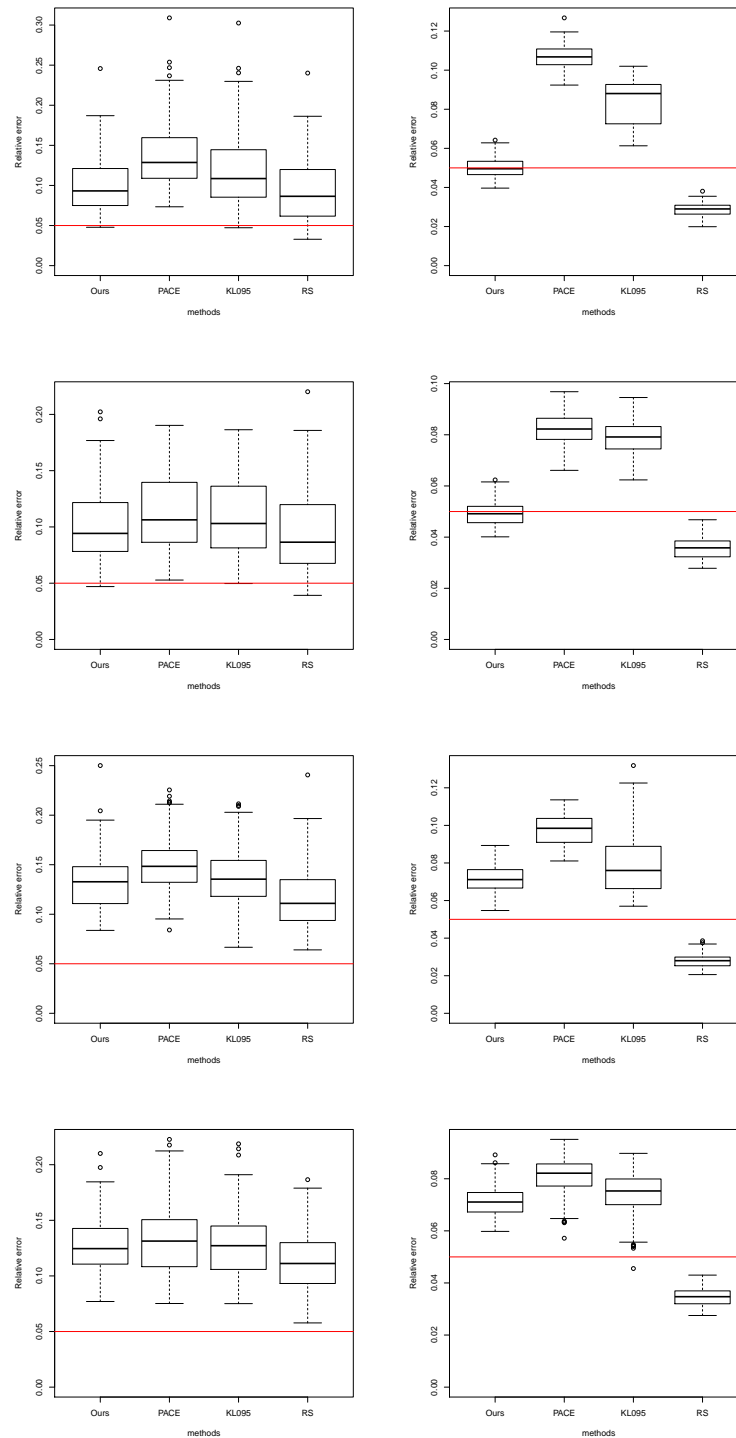 Relative error
0.00 0.05 0.10 0.15 0.20 0.25 0.30
Ours PACE KL095 RS
methods
Relative error
0.00 0.02 0.04 0.06 0.08 0.10 0.12
Ours PACE KL095 RS
methods
Relative error
0.00 0.05 0.10 0.15 0.20
Ours PACE KL095 RS
methods
Relative error
0.00 0.02 0.04 0.06 0.08 0.10
Ours PACE KL095 RS
methods
Relative error
0.00 0.05 0.10 0.15 0.20 0.25
Ours PACE KL095 RS
methods
Relative error
0.00 0.02 0.04 0.06 0.08 0.10 0.12
Ours PACE KL095 RS
methods
Relative error
0.00 0.05 0.10 0.15 0.20
Ours PACE KL095 RS
methods
Relative error
0.00 0.02 0.04 0.06 0.08
Ours PACE KL095 RS
methods